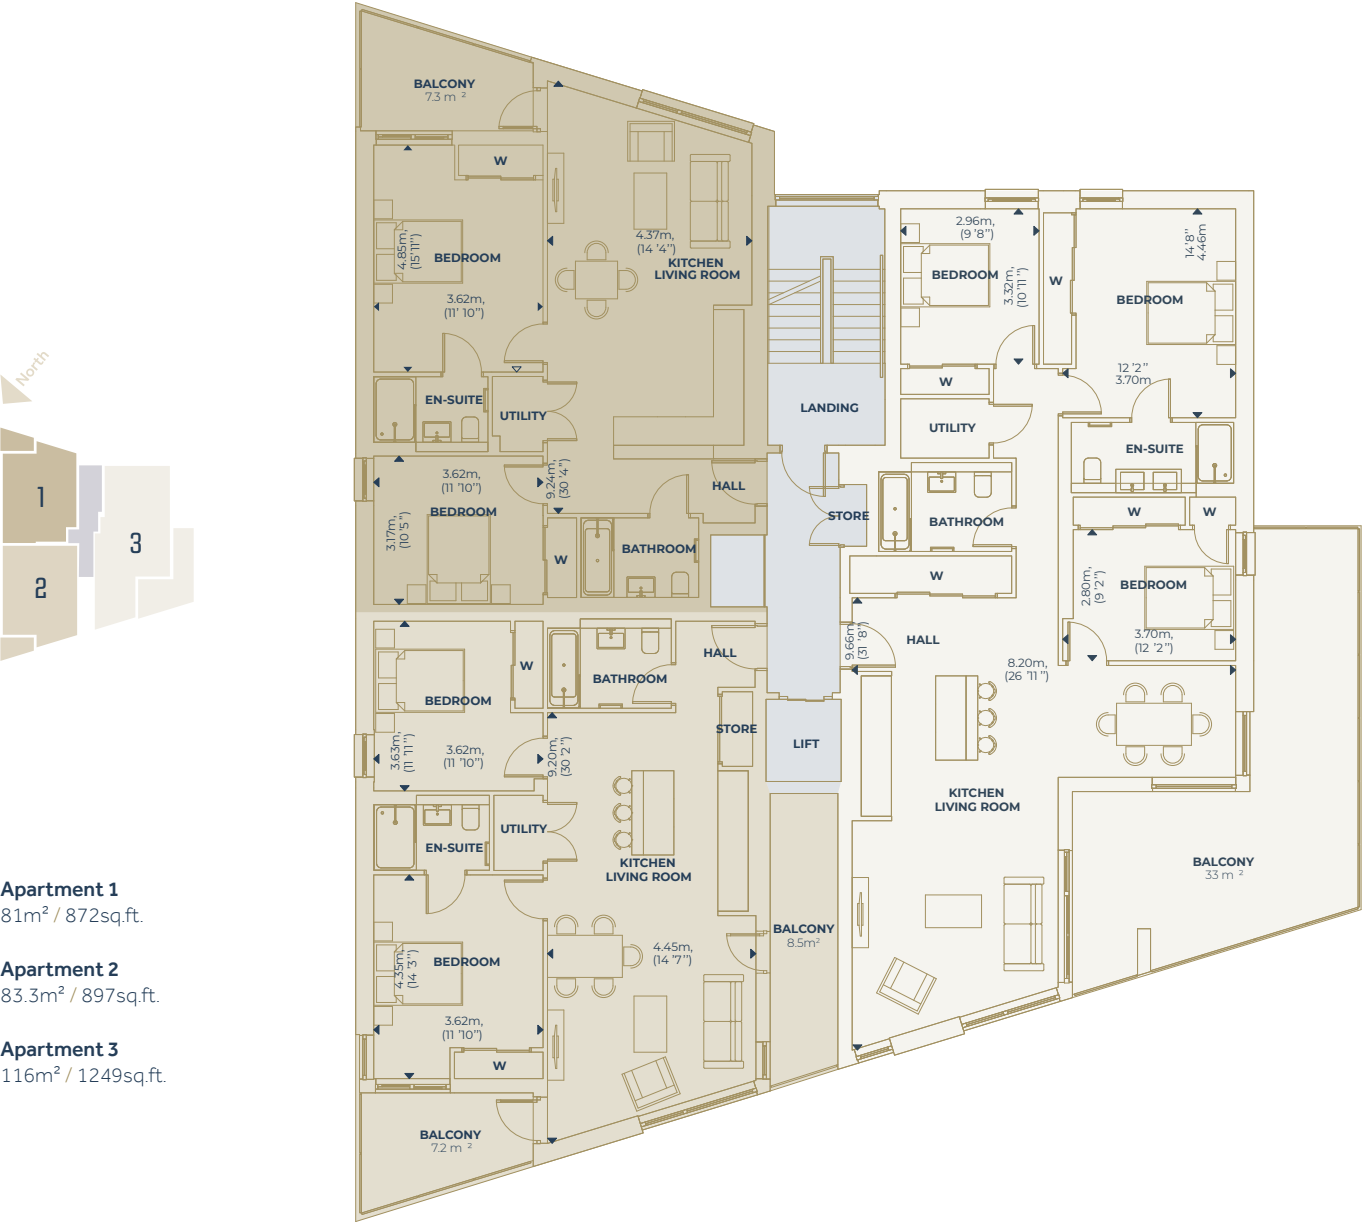 North
1
2
3
Apartment 1
81m² / 872sq.ft.
Apartment 2
83.3m² / 897sq.ft.
Apartment 3
116m² / 1249sq.ft.
BALCONY
7.3 m ²
W
4.85m,
(15'11")
BEDROOM
3.62m,
(11' 10")
4.37m,
(14 '4")
KITCHEN
LIVING ROOM
EN-SUITE
UTILITY
3.62m,
(11 '10")
BEDROOM
3.17m
(10'5")
9.24m,
(30 '4")
HALL
W
BATHROOM
LANDING
STORE
LIFT
2.96m,
(9 '8")
BEDROOM
3.32m,
(10 '11")
W
W
UTILITY
14'8"
4.46m
BEDROOM
12 '2"
3.70m
EN-SUITE
BATHROOM
W
W
W
2.80m,
(9 '2")
BEDROOM
3.70m,
(12 '2")
HALL
9.66m,
(31 '8")
8.20m,
(26 '11")
KITCHEN
LIVING ROOM
BALCONY
33 m ²
W
BEDROOM
3.63m,
(11 '11")
3.62m,
(11 '10")
BATHROOM
HALL
STORE
9.20m,
(30 '2")
UTILITY
EN-SUITE
KITCHEN
LIVING ROOM
BEDROOM
4.35m,
(14 '3")
3.62m,
(11 '10")
W
4.45m,
(14 '7")
BALCONY
8.5m²
BALCONY
7.2 m ²